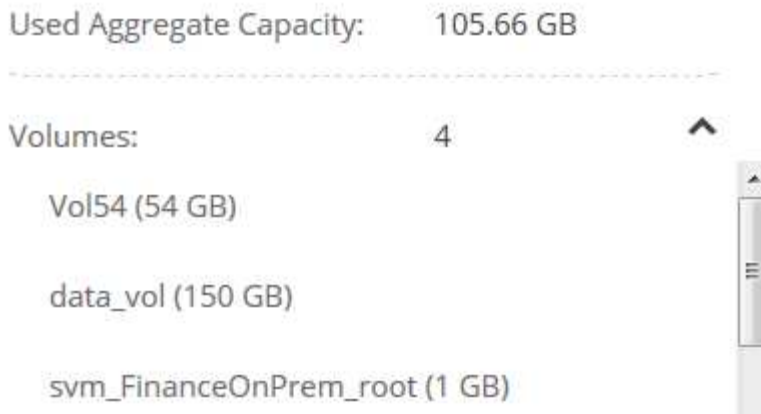 Used Aggregate Capacity: 105.66 GB
Volumes: 4
Vol54 (54 GB)
data_vol (150 GB)
svm_FinanceOnPrem_root (1 GB)